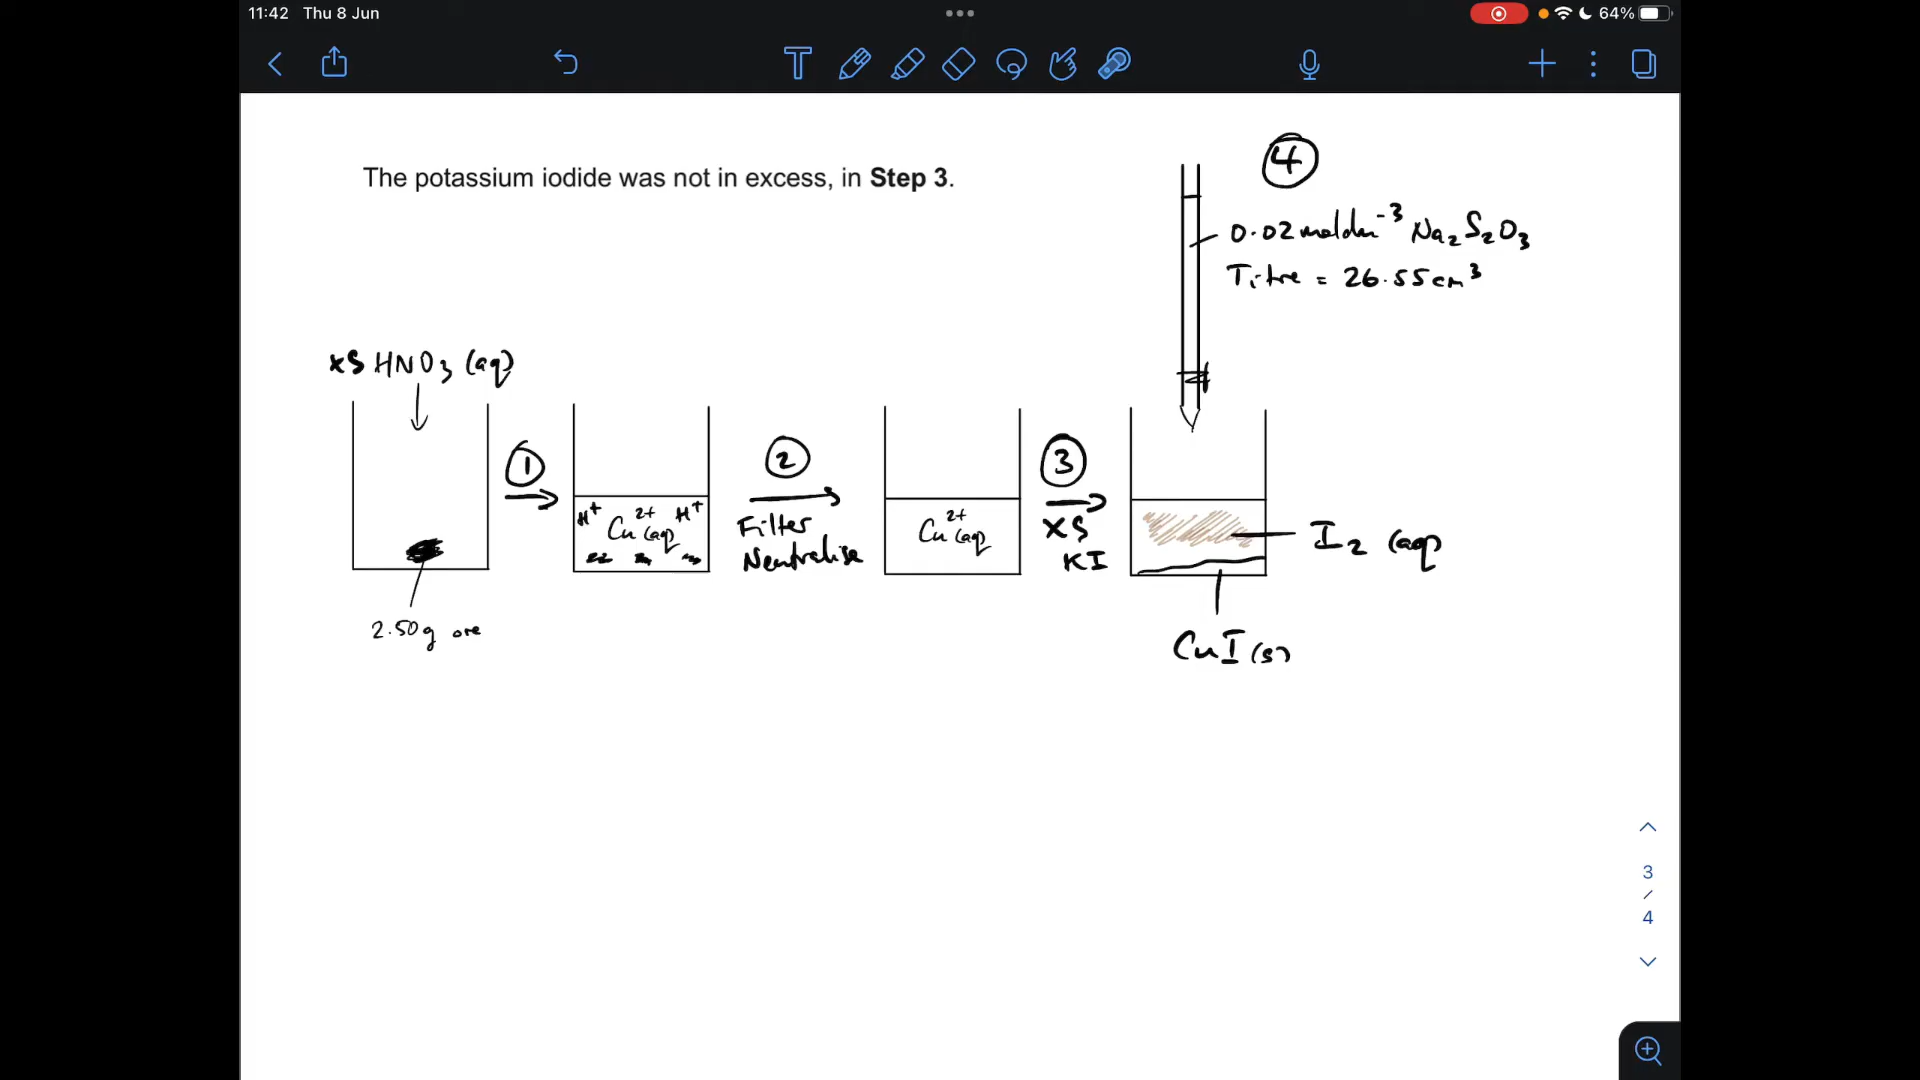 11:42 Thu 8 Jun
64%
The potassium iodide was not in excess, in Step 3.
4
0.02 moldm⁻³ Na₂S₂O₃
Titre = 26.55cm³
xs HNO₃ (aq)
1
2
3
H⁺ Cu²⁺(aq) H⁺
Filter
Neutralise
Cu²⁺(aq)
XS
KI
I₂ (aq)
2.50g ore
CuI(s)
3
/
4